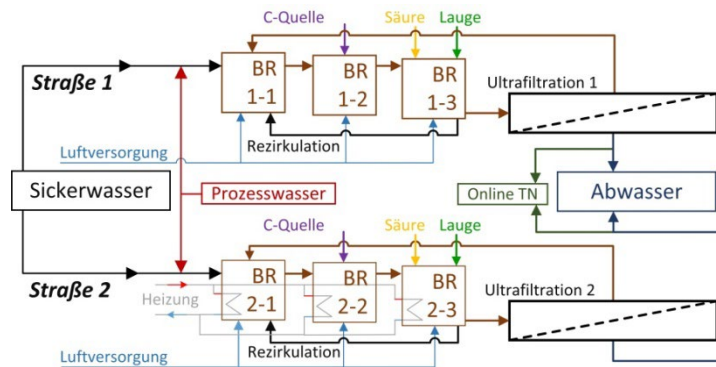 C-Quelle
Säure
Lauge
Straße 1
BR
1-1
BR
1-2
BR
1-3
Ultrafiltration 1
Luftversorgung
Rezirkulation
Sickerwasser
Prozesswasser
Online TN
Abwasser
C-Quelle
Säure
Lauge
Straße 2
Heizung
BR
2-1
BR
2-2
BR
2-3
Ultrafiltration 2
Luftversorgung
Rezirkulation